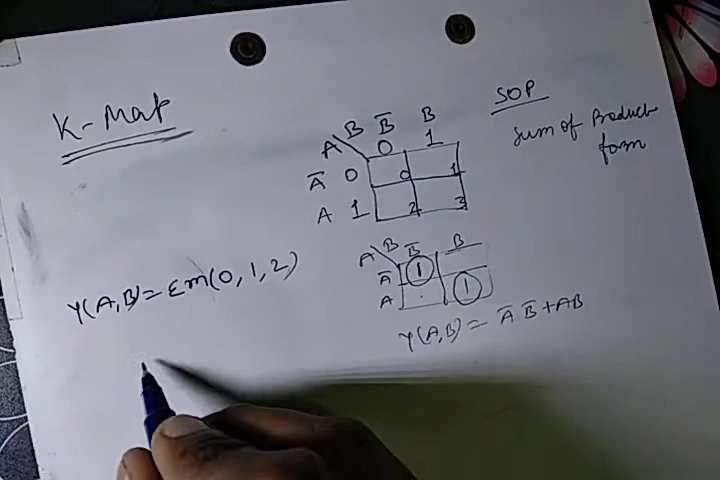 K-Map
SOP
Sum of Product
form
B B̅ B
A 0 1
A̅ 0 0 1
A 1 2 3
Y(A,B)= Σm(0,1,2)
B B̅ B
A
A̅ 1
A 1
Y(A,B)= A̅ B̅+AB